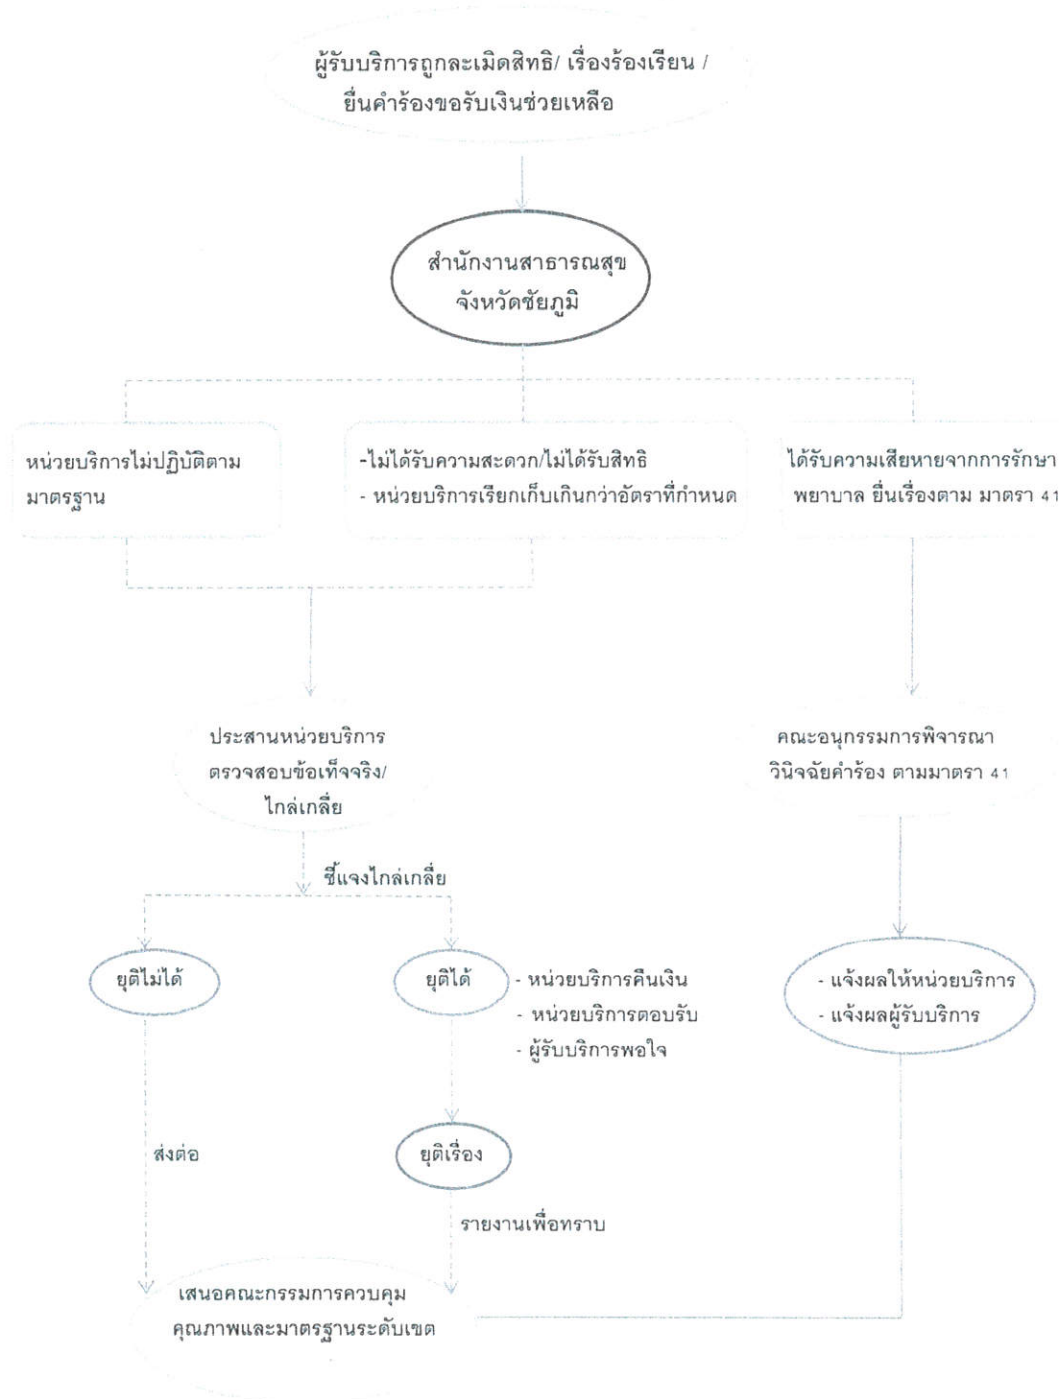 ผู้รับบริการถูกละเมิดสิทธิ/ เรื่องร้องเรียน /
ยื่นคำร้องขอรับเงินช่วยเหลือ
สำนักงานสาธารณสุข
จังหวัดชัยภูมิ
หน่วยบริการไม่ปฏิบัติตาม
มาตรฐาน
-ไม่ได้รับความสะดวก/ไม่ได้รับสิทธิ
- หน่วยบริการเรียกเก็บเกินกว่าอัตราที่กำหนด
ได้รับความเสียหายจากการรักษา
พยาบาล ยื่นเรื่องตาม มาตรา 41
ประสานหน่วยบริการ
ตรวจสอบข้อเท็จจริง/
ไกล่เกลี่ย
คณะอนุกรรมการพิจารณา
วินิจฉัยคำร้อง ตามมาตรา 41
ชี้แจงไกล่เกลี่ย
ยุติไม่ได้
ยุติได้
- หน่วยบริการคืนเงิน
- หน่วยบริการตอบรับ
- ผู้รับบริการพอใจ
- แจ้งผลให้หน่วยบริการ
- แจ้งผลผู้รับบริการ
ส่งต่อ
ยุติเรื่อง
รายงานเพื่อทราบ
เสนอคณะกรรมการควบคุม
คุณภาพและมาตรฐานระดับเขต